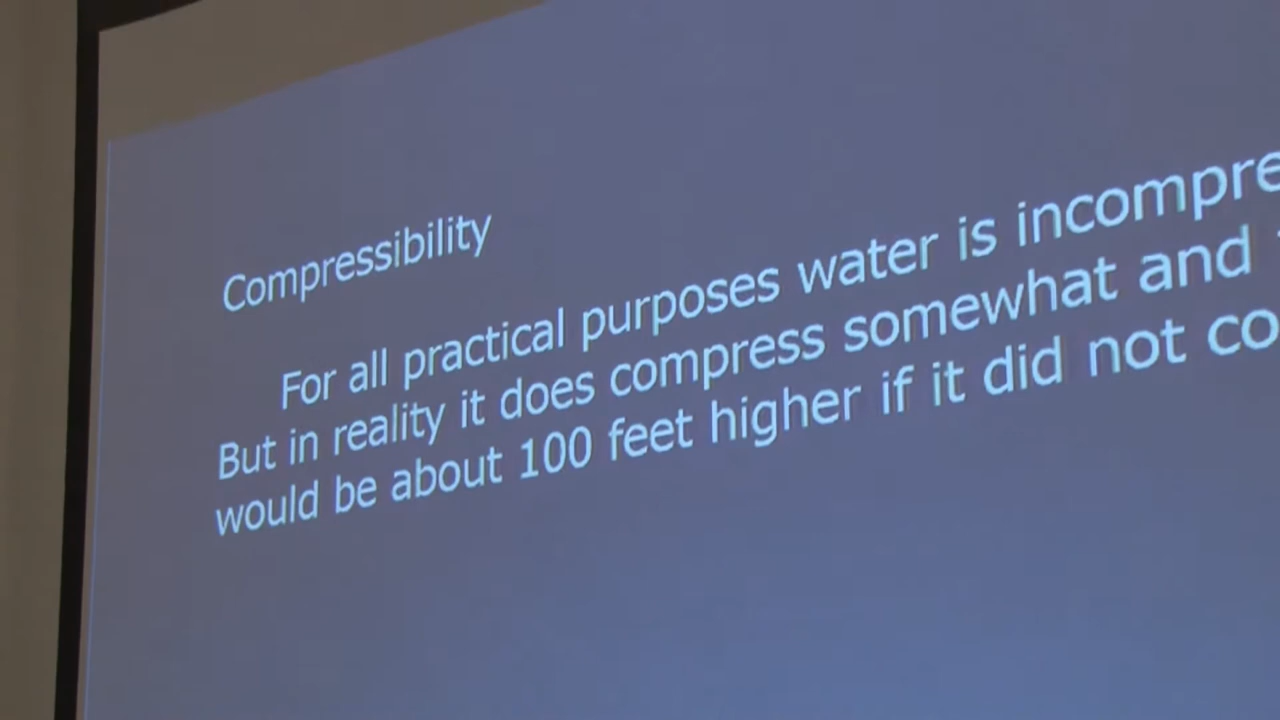 Compressibility
For all practical purposes water is incompre
But in reality it does compress somewhat and
would be about 100 feet higher if it did not co